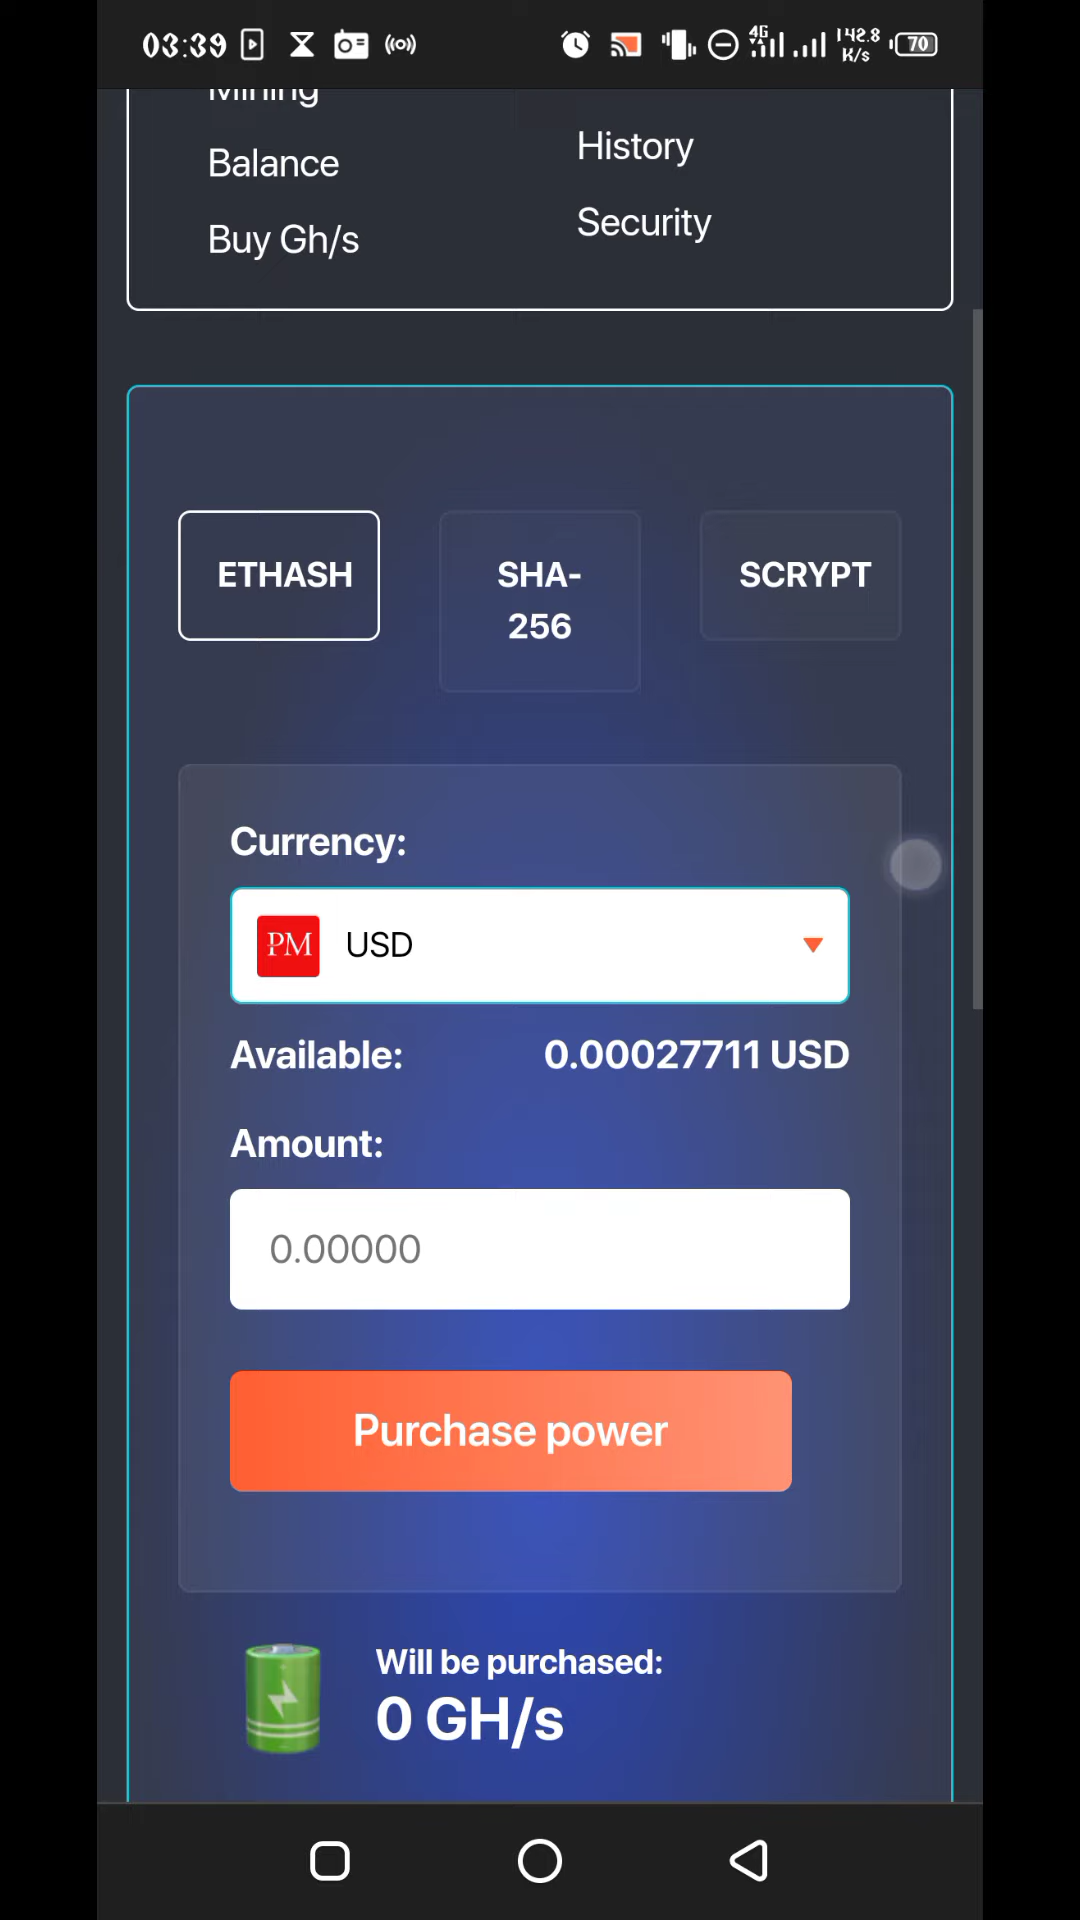 03:39
4G
142.8
K/s
70
Mining
History
Balance
Security
Buy Gh/s
ETHASH
SHA-
256
SCRYPT
Currency:
PM
USD
Available: 0.00027711 USD
Amount:
0.00000
Purchase power
Will be purchased:
0 GH/s